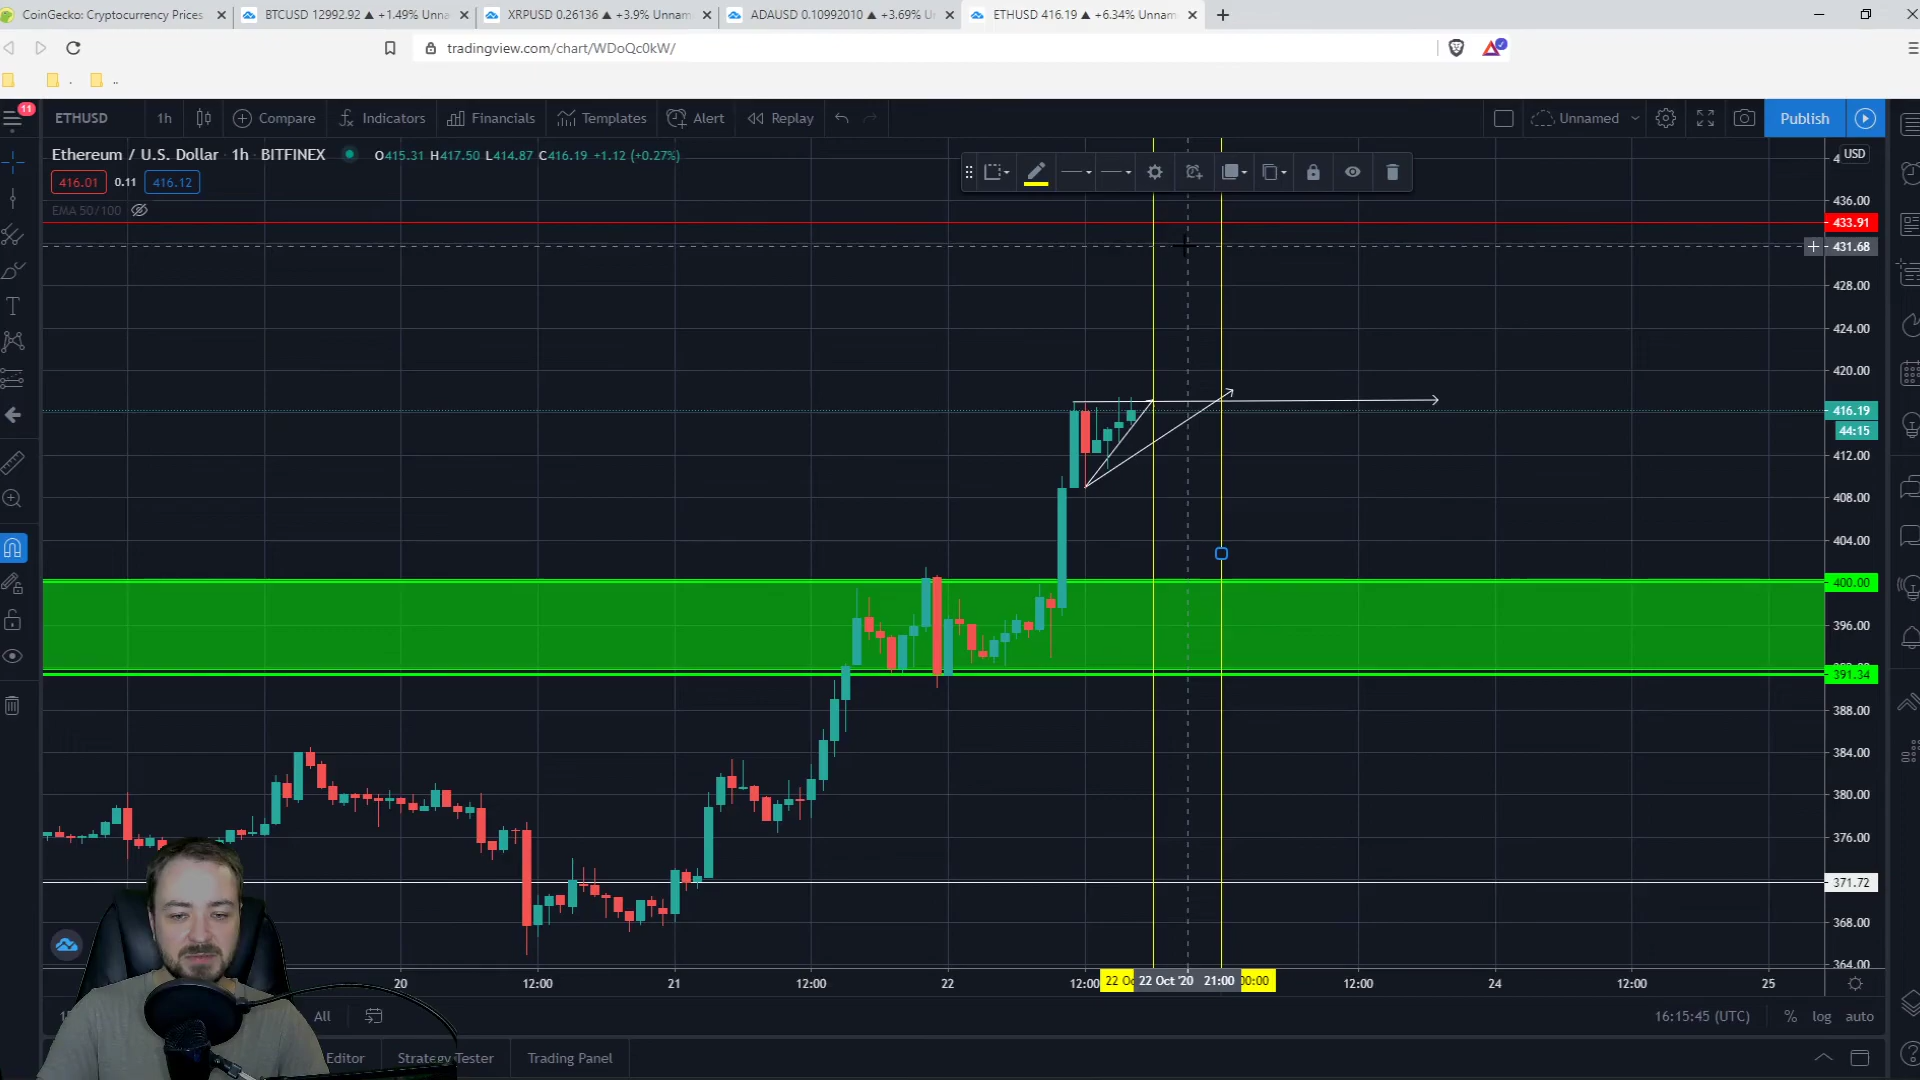 CoinGecko: Cryptocurrency Prices
BTCUSD 12992.92 ▲ +1.49% Unna
XRPUSD 0.26136 ▲ +3.9% Unnam
ADAUSD 0.10992010 ▲ +3.69% U
ETHUSD 416.19 ▲ +6.34% Unnam
tradingview.com/chart/WDoQc0kW/
.
..
11
ETHUSD
1h
Compare
Indicators
Financials
Templates
Alert
Replay
Unnamed
Publish
Ethereum / U.S. Dollar 1h BITFINEX
O415.31 H417.50 L414.87 C416.19 +1.12 (+0.27%)
416.01
0.11
416.12
EMA 50/100
USD
436.00
433.91
431.68
428.00
424.00
420.00
416.19
44:15
412.00
408.00
404.00
400.00
396.00
391.34
388.00
384.00
380.00
376.00
371.72
368.00
364.00
20
12:00
21
12:00
22
12:00
22 Oc
22 Oct '20 21:00
00:00
12:00
24
12:00
25
All
16:15:45 (UTC)
%
log
auto
Editor
Strategy Tester
Trading Panel